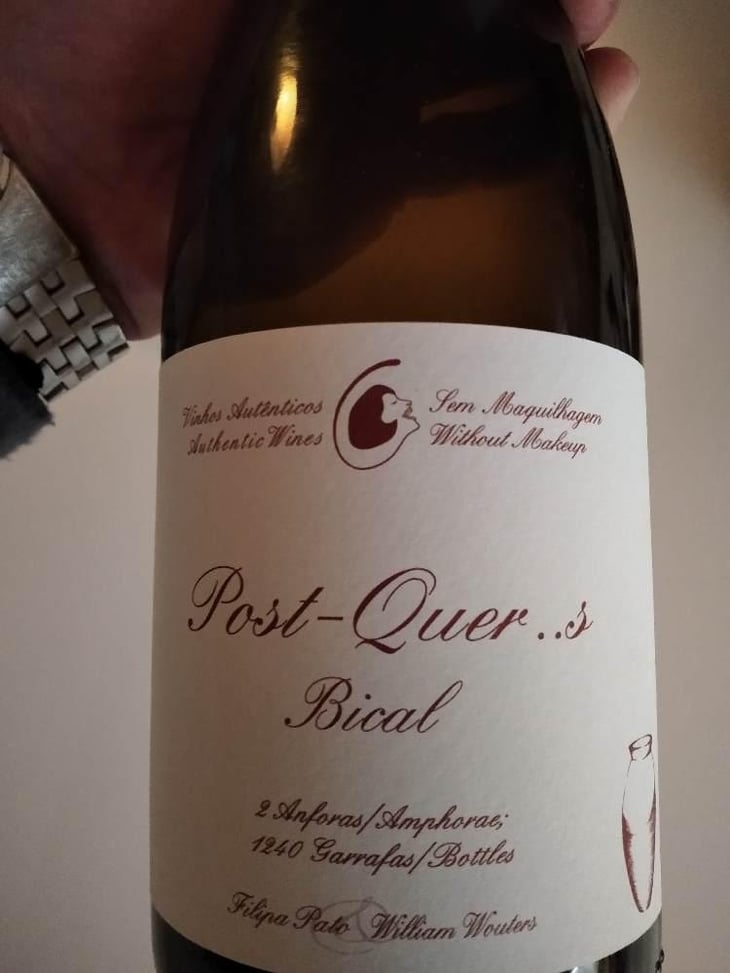 Vinhos Autênticos
Authentic Wines
Sem Maquilhagem
Without Makeup
Post-Quer..s
Bical
2 Anforas/Amphorae;
1240 Garrafas/Bottles
Filipa Pato William Wouters